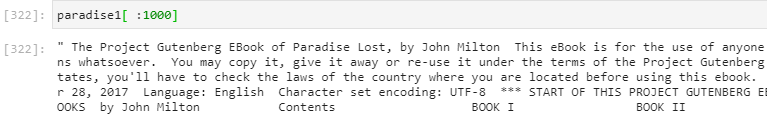 [322]: paradise1[ :1000]
[322]: " The Project Gutenberg EBook of Paradise Lost, by John Milton  This eBook is for the use of anyone
ns whatsoever.  You may copy it, give it away or re-use it under the terms of the Project Gutenberg
tates, you'll have to check the laws of the country where you are located before using this ebook.
r 28, 2017  Language: English  Character set encoding: UTF-8  *** START OF THIS PROJECT GUTENBERG
OOKS  by John Milton            Contents                        BOOK I                      BOOK II